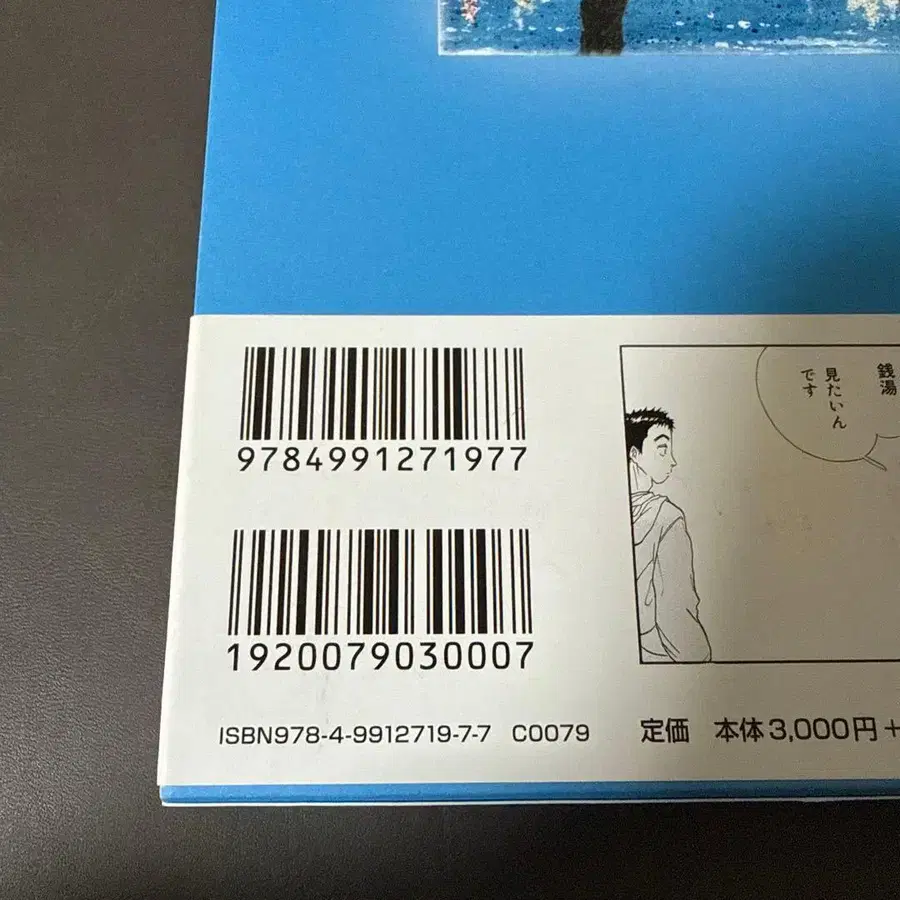 9784991271977
銭湯
見たいん
です
1920079030007
ISBN978-4-9912719-7-7 C0079
定価 本体3,000円+